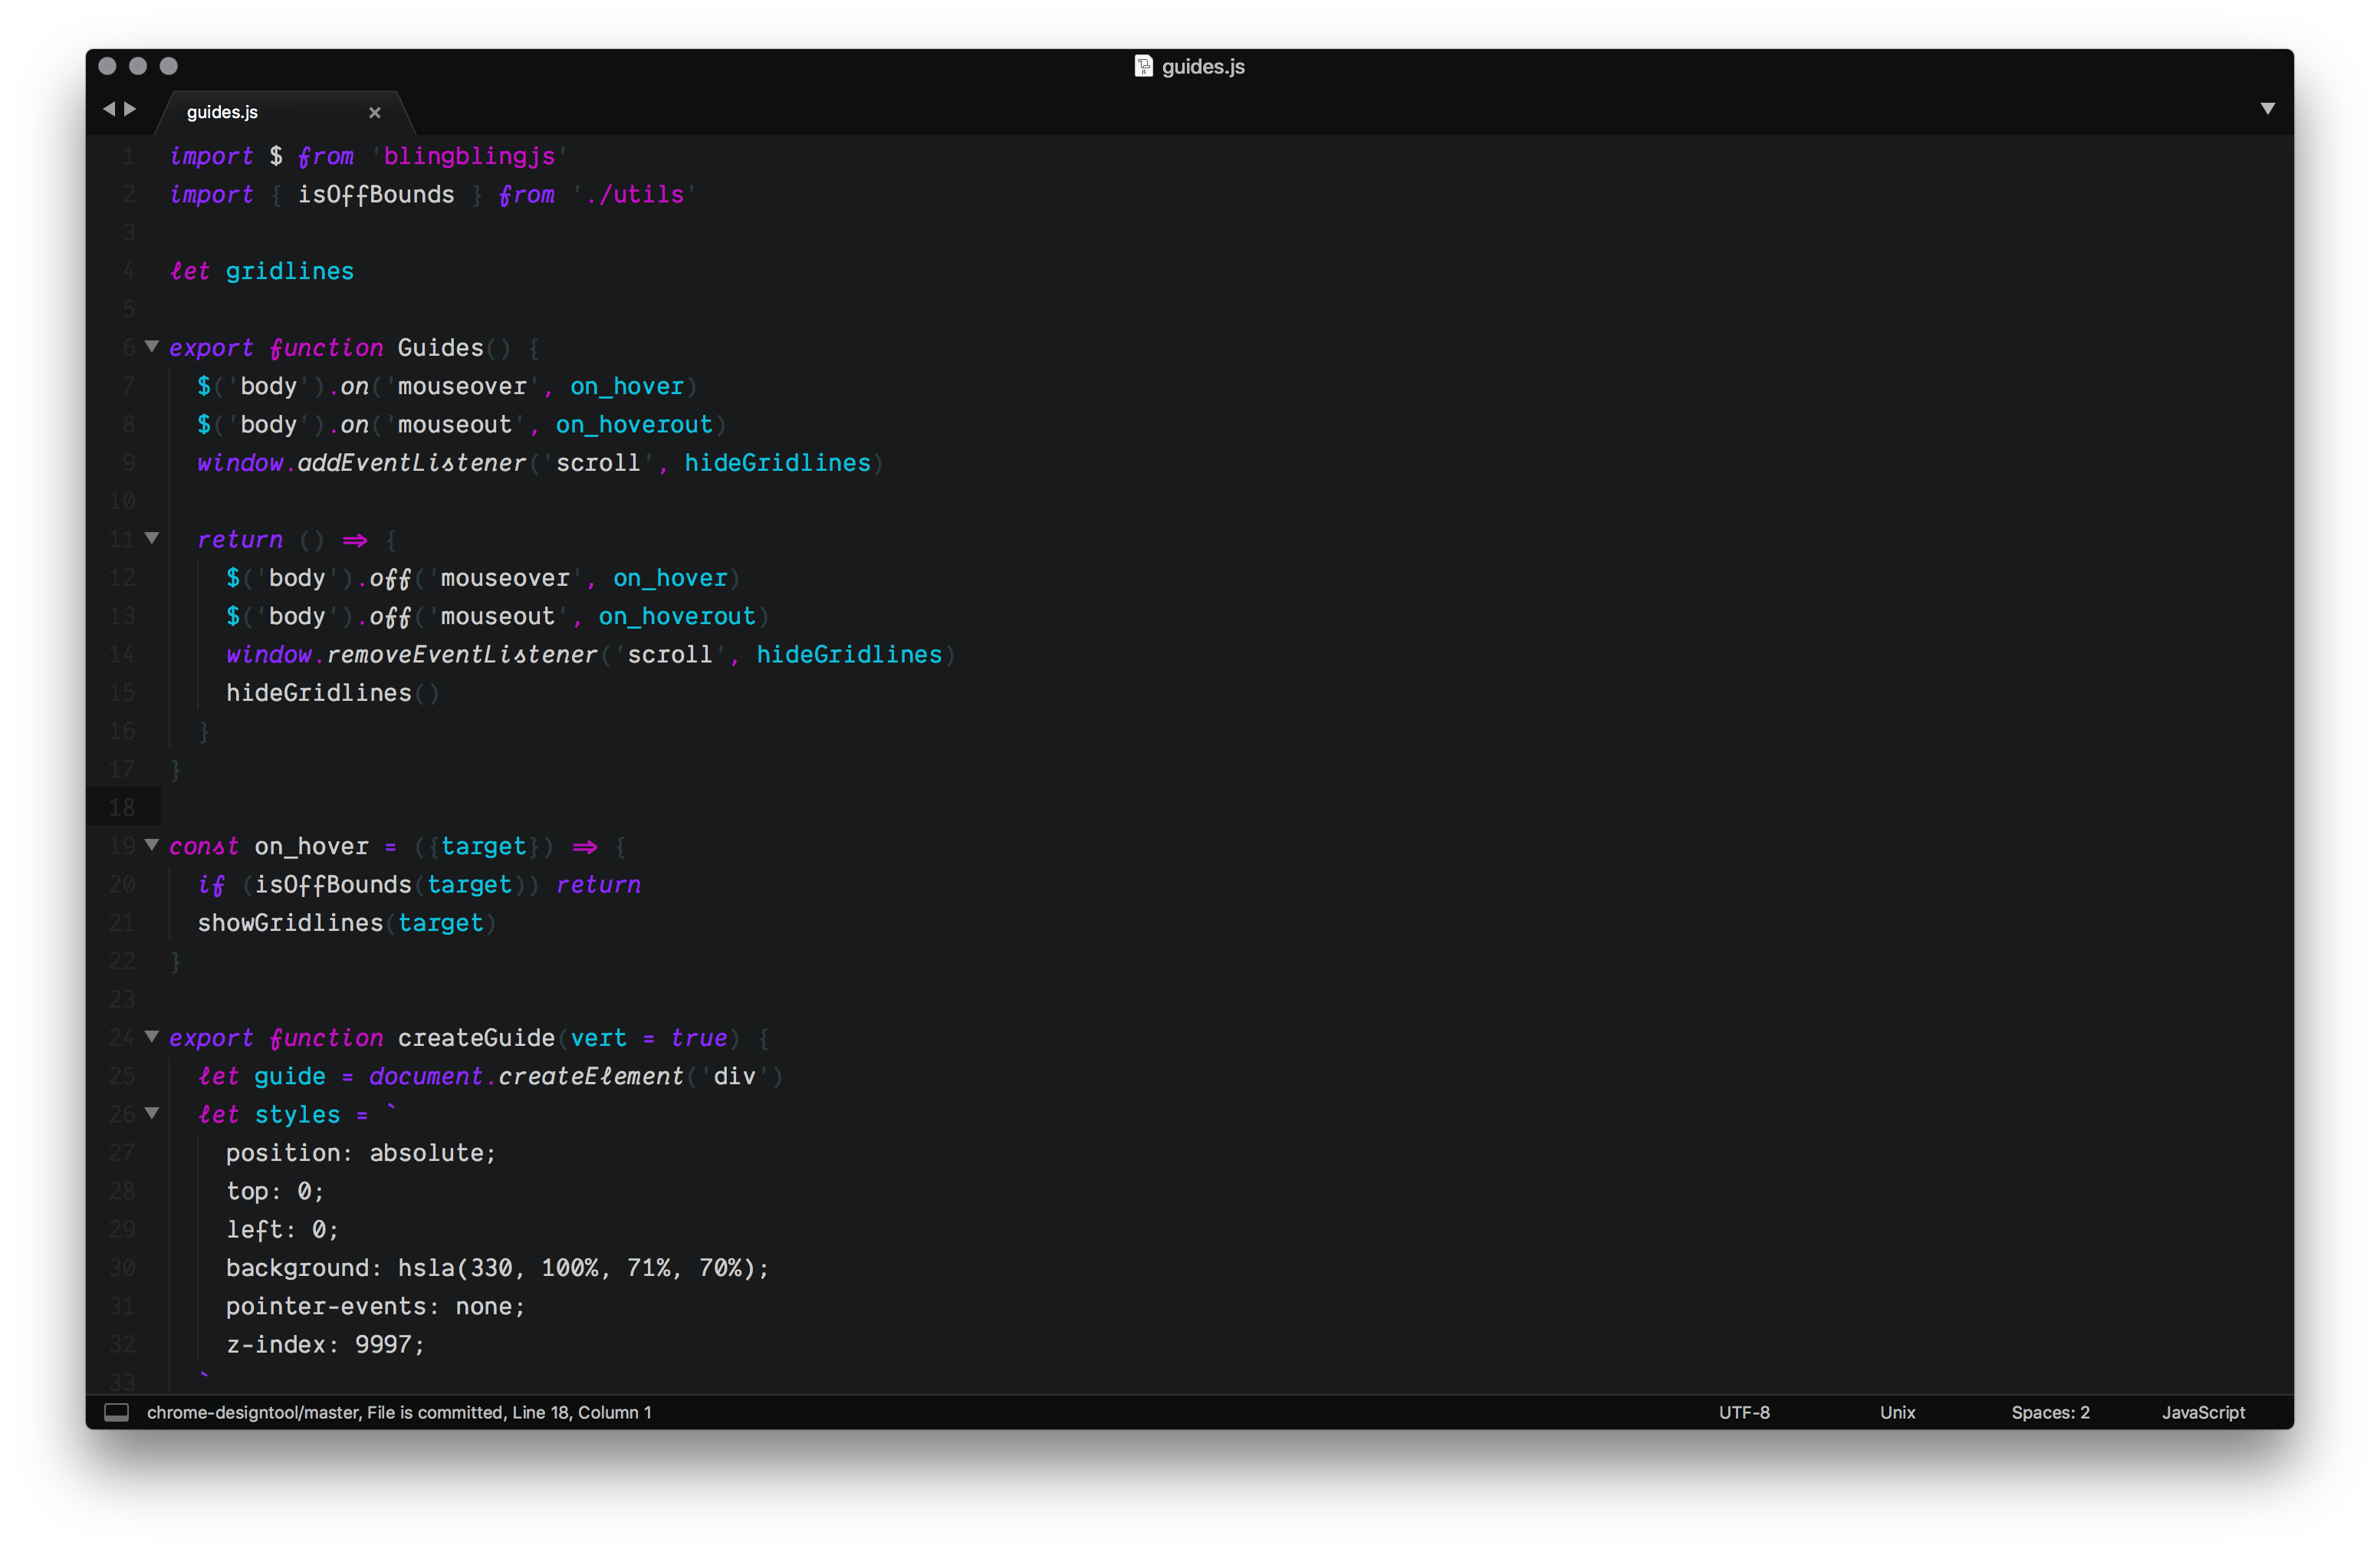 guides.js
guides.js ×
1 import $ from 'blingblingjs'
2 import { isOffBounds } from './utils'
3
4 let gridlines
5
6 export function Guides() {
7   $('body').on('mouseover', on_hover)
8   $('body').on('mouseout', on_hoverout)
9   window.addEventListener('scroll', hideGridlines)
10
11   return () => {
12     $('body').off('mouseover', on_hover)
13     $('body').off('mouseout', on_hoverout)
14     window.removeEventListener('scroll', hideGridlines)
15     hideGridlines()
16   }
17 }
18
19 const on_hover = ({target}) => {
20   if (isOffBounds(target)) return
21   showGridlines(target)
22 }
23
24 export function createGuide(vert = true) {
25   let guide = document.createElement('div')
26   let styles = `
27     position: absolute;
28     top: 0;
29     left: 0;
30     background: hsla(330, 100%, 71%, 70%);
31     pointer-events: none;
32     z-index: 9997;
33   `
chrome-designtool/master, File is committed, Line 18, Column 1 UTF-8 Unix Spaces: 2 JavaScript